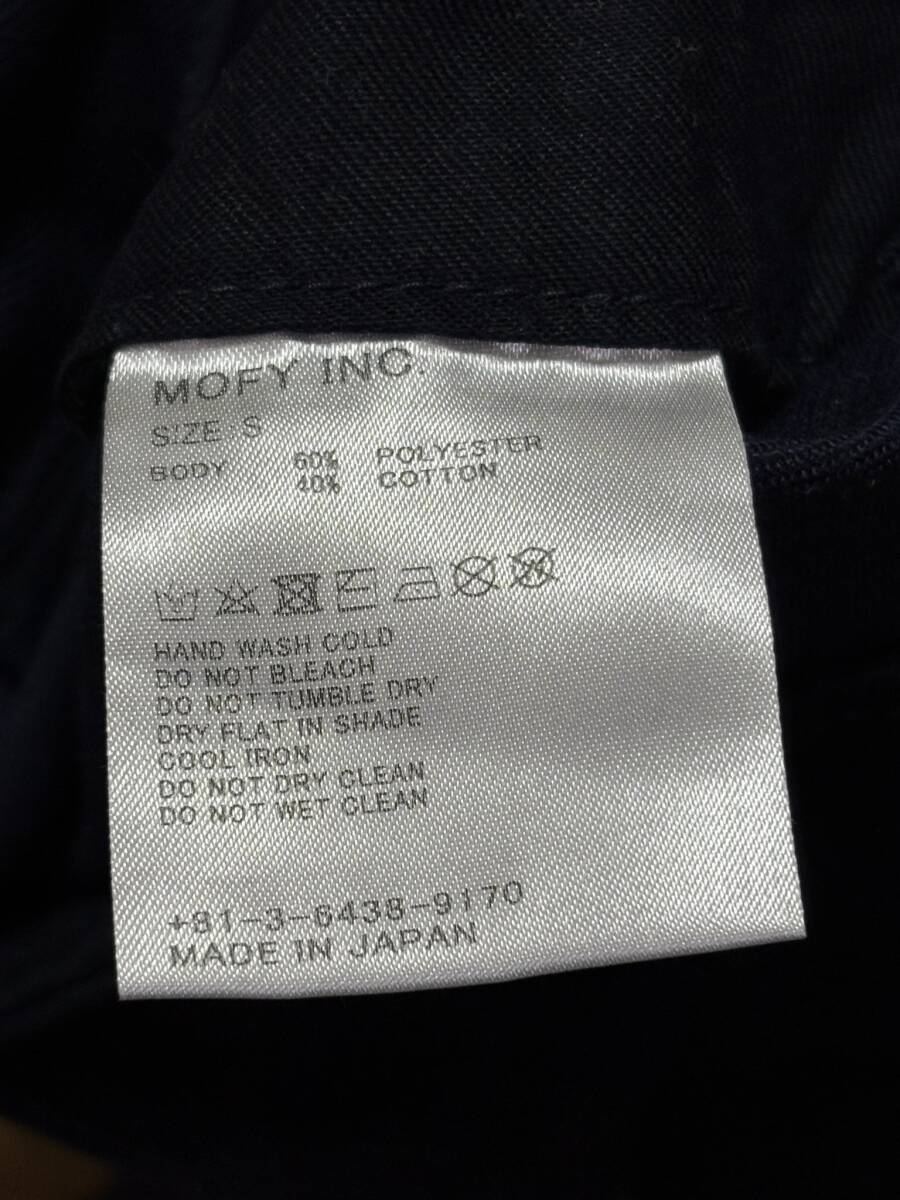 MOFY INC.
SIZE : S
BODY 60% POLYESTER
40% COTTON
HAND WASH COLD
DO NOT BLEACH
DO NOT TUMBLE DRY
DRY FLAT IN SHADE
COOL IRON
DO NOT DRY CLEAN
DO NOT WET CLEAN
+81-3-6438-9170
MADE IN JAPAN